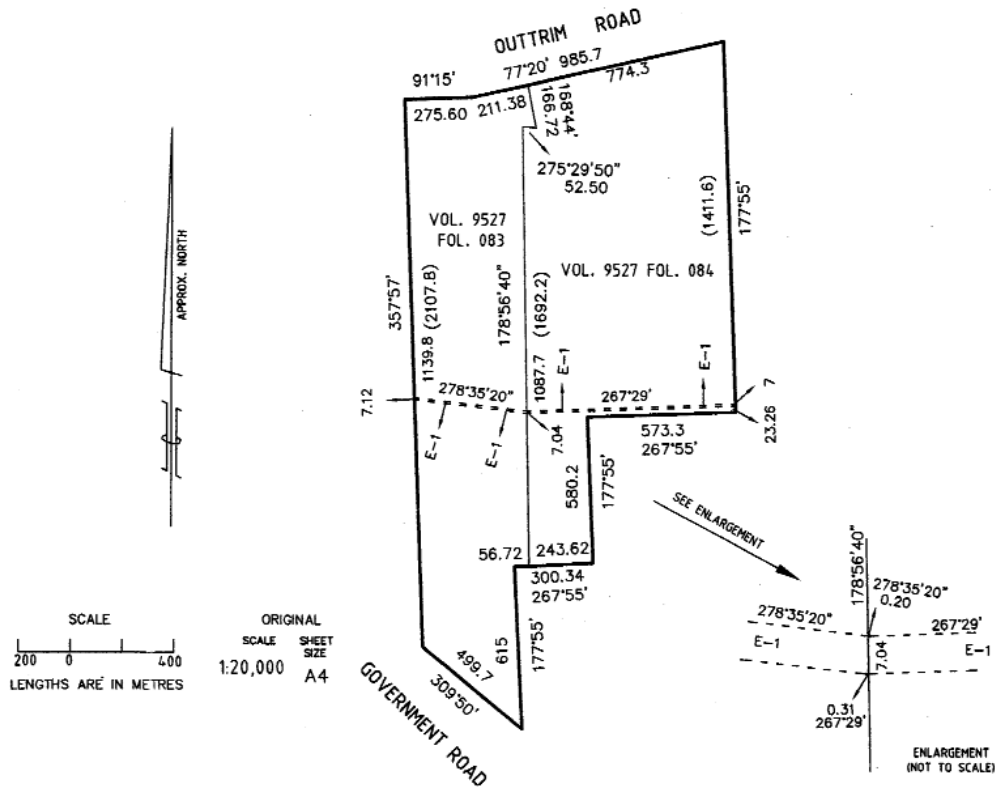 OUTTRIM ROAD
91°15'
77°20' 985.7
774.3
275.60
211.38
168°44'
166.72
275°29'50"
52.50
VOL. 9527
FOL. 083
VOL. 9527 FOL. 084
APPROX. NORTH
357°57'
1139.8 (2107.8)
178°56'40"
(1692.2)
1087.7
(1411.6)
177°55'
E-1
E-1
7.12
278°35'20"
267°29'
7
23.26
E-1
E-1
7.04
573.3
267°55'
580.2
177°55'
SEE ENLARGEMENT
56.72
243.62
300.34
267°55'
615
177°55'
499.7
309°50'
GOVERNMENT ROAD
SCALE
200 0 400
LENGTHS ARE IN METRES
ORIGINAL
SCALE SHEET SIZE
1:20,000 A4
178°56'40"
278°35'20"
0.20
278°35'20"
267°29'
E-1
E-1
7.04
0.31
267°29'
ENLARGEMENT
(NOT TO SCALE)